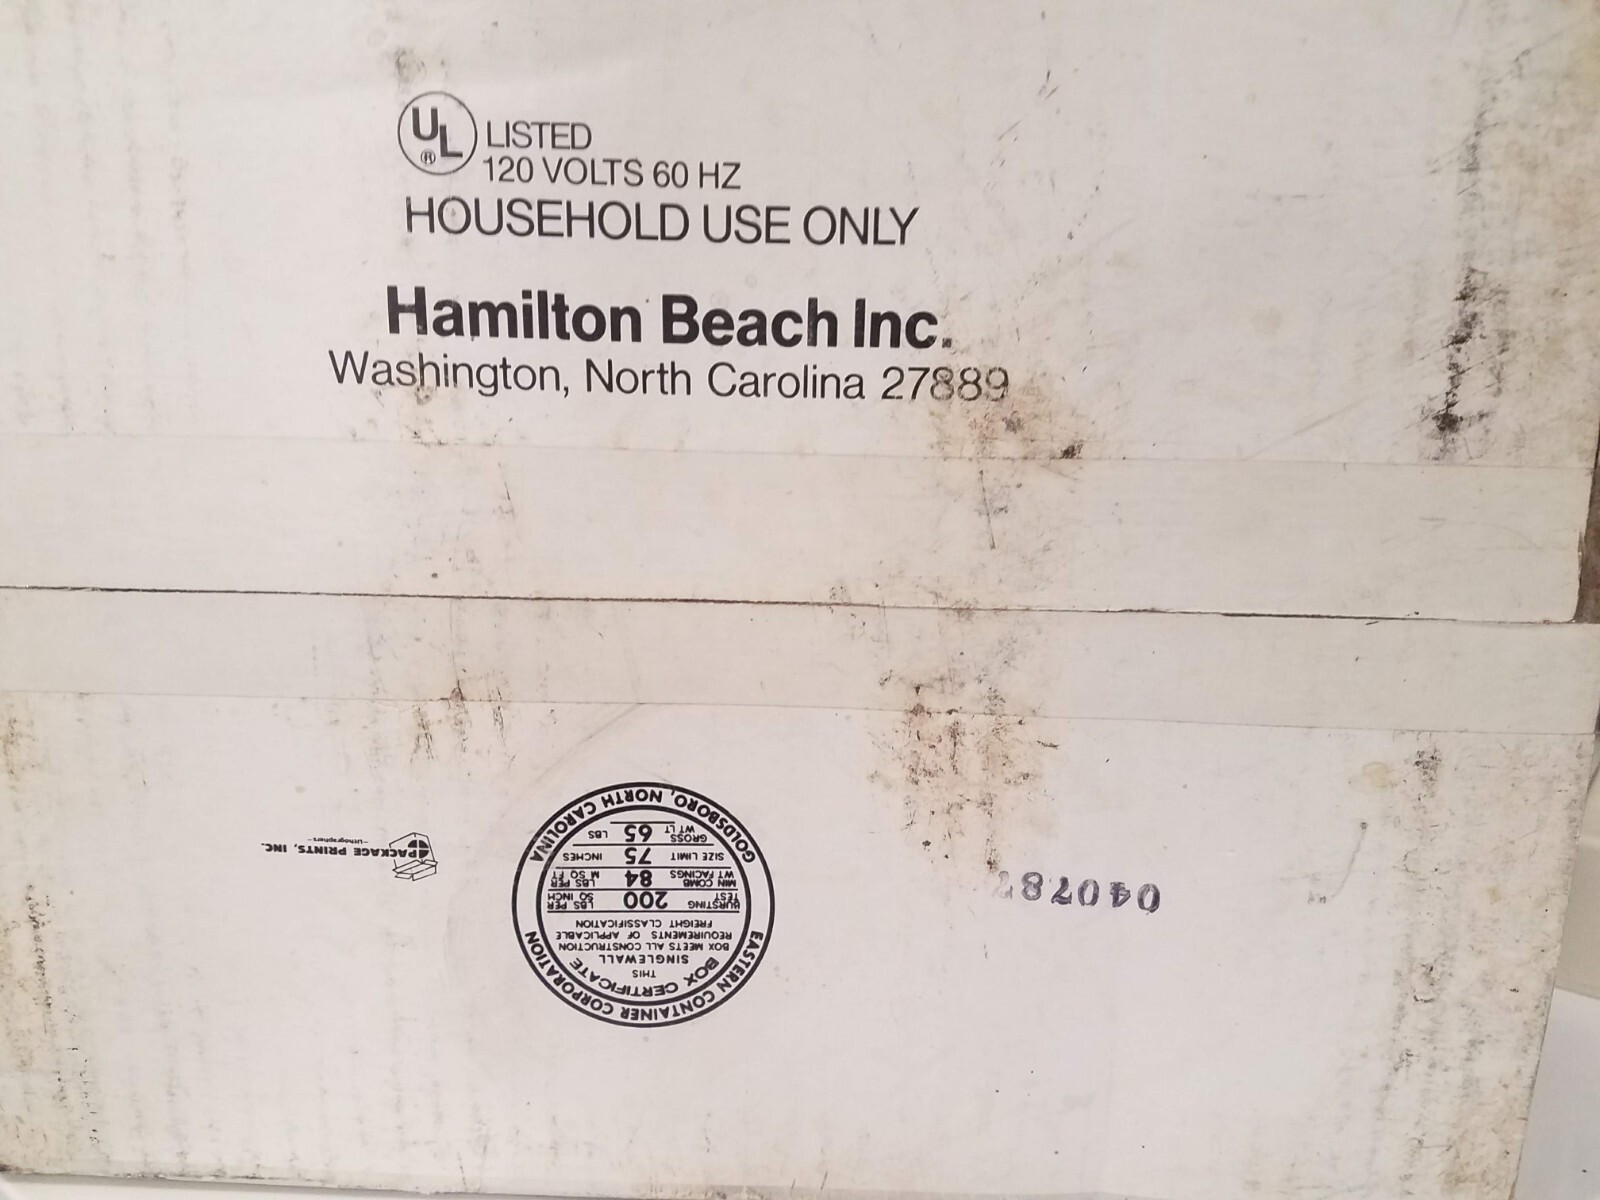 UL ® LISTED
120 VOLTS 60 HZ
HOUSEHOLD USE ONLY
Hamilton Beach Inc.
Washington, North Carolina 27889
040787
EASTERN CONTAINER CORPORATION
BOX CERTIFICATE
THIS
SINGLEWALL
BOX MEETS ALL CONSTRUCTION
REQUIREMENTS OF APPLICABLE
FREIGHT CLASSIFICATION
BURSTING TEST 200 LBS PER SQ INCH
MIN COMB WT FACINGS 84 LBS PER M SQ FT
SIZE LIMIT 75 INCHES
GROSS WT LT 65 LBS
GOLDSBORO, NORTH CAROLINA
PACKAGE PRINTS, INC.
-Lithographers-